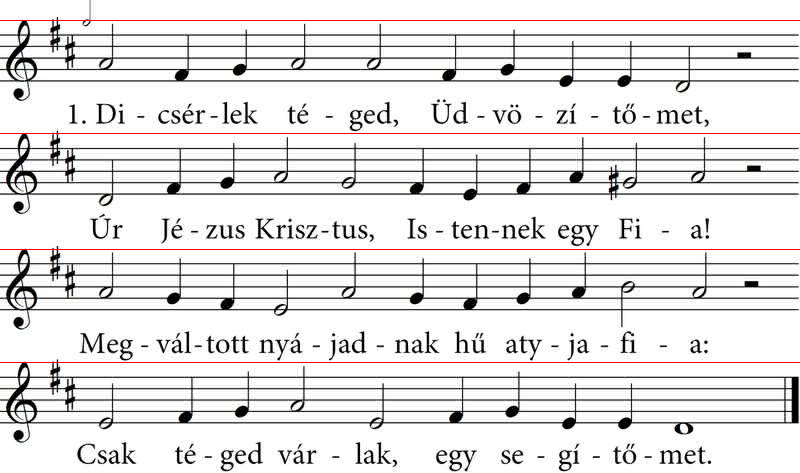 1. Di - csér - lek té - ged, Üd - vö - zí - tő - met,
Úr Jé - zus Krisz - tus, Is - ten - nek egy Fi - a!
Meg - vál - tott nyá - jad - nak hű aty - ja - fi - a:
Csak té - ged vár - lak, egy se - gí - tő - met.